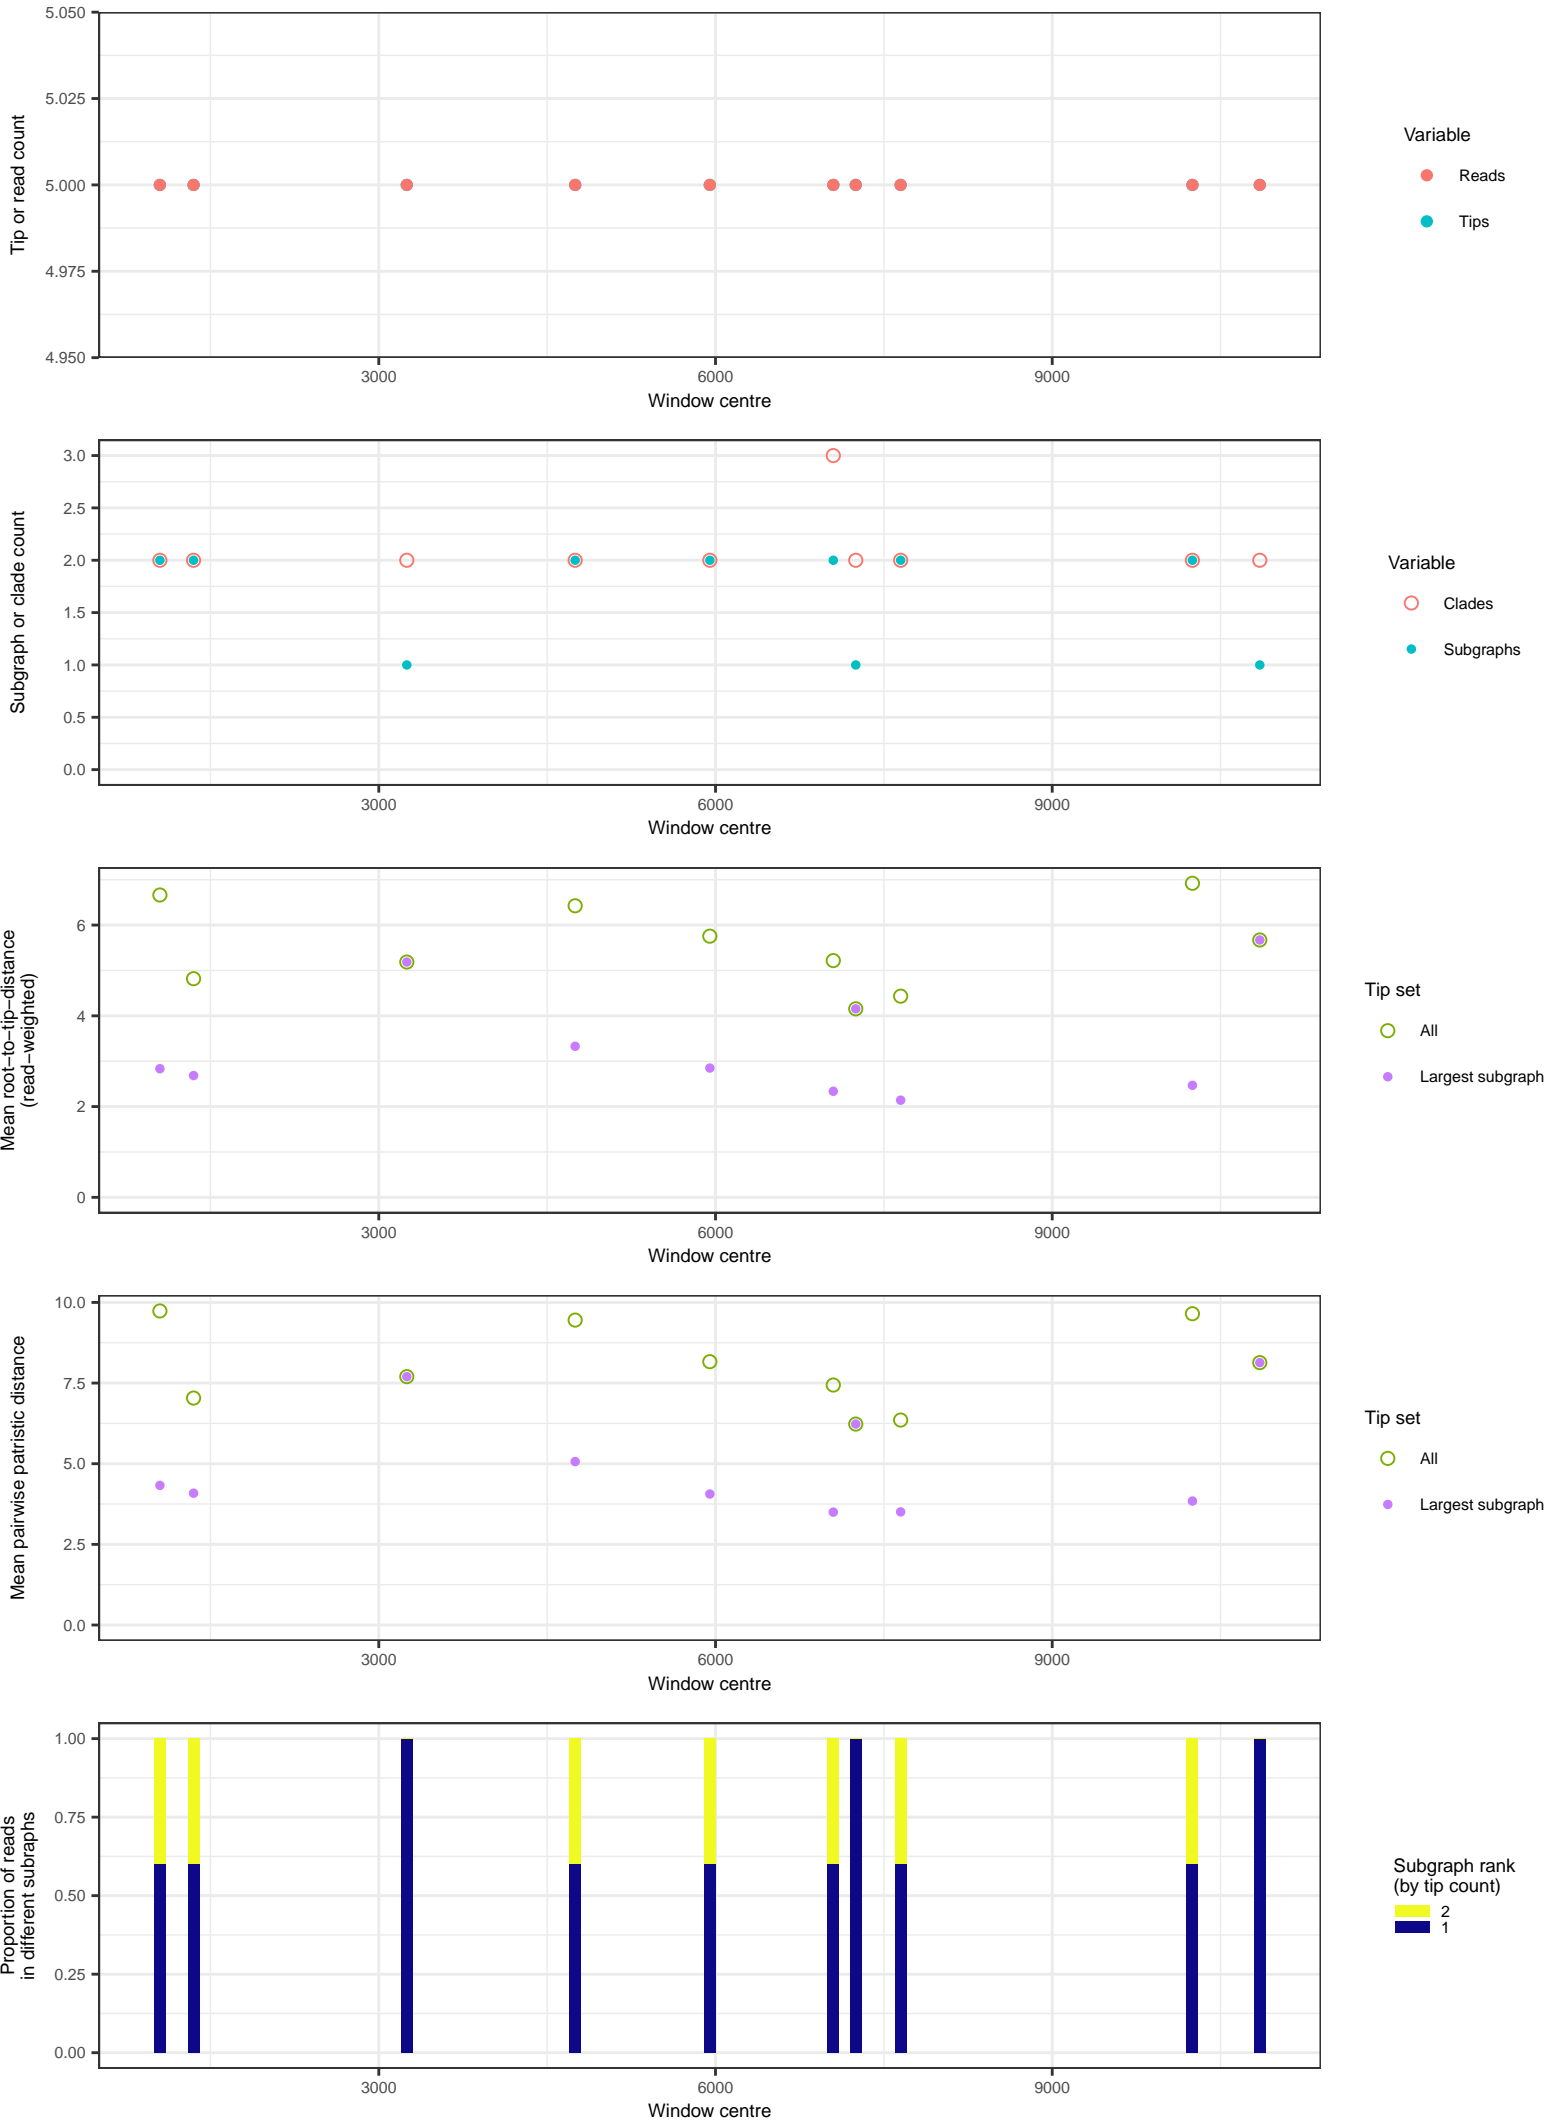 5.050
5.025
5.000
4.975
4.950
Tip or read count
3000 6000 9000
Window centre
Variable
Reads
Tips
3.0
2.5
2.0
1.5
1.0
0.5
0.0
Subgraph or clade count
3000 6000 9000
Window centre
Variable
Clades
Subgraphs
6
4
2
0
Mean root−to−tip−distance
(read−weighted)
3000 6000 9000
Window centre
Tip set
All
Largest subgraph
10.0
7.5
5.0
2.5
0.0
Mean pairwise patristic distance
3000 6000 9000
Window centre
Tip set
All
Largest subgraph
1.00
0.75
0.50
0.25
0.00
Proportion of reads
in different subraphs
3000 6000 9000
Window centre
Subgraph rank
(by tip count)
2
1